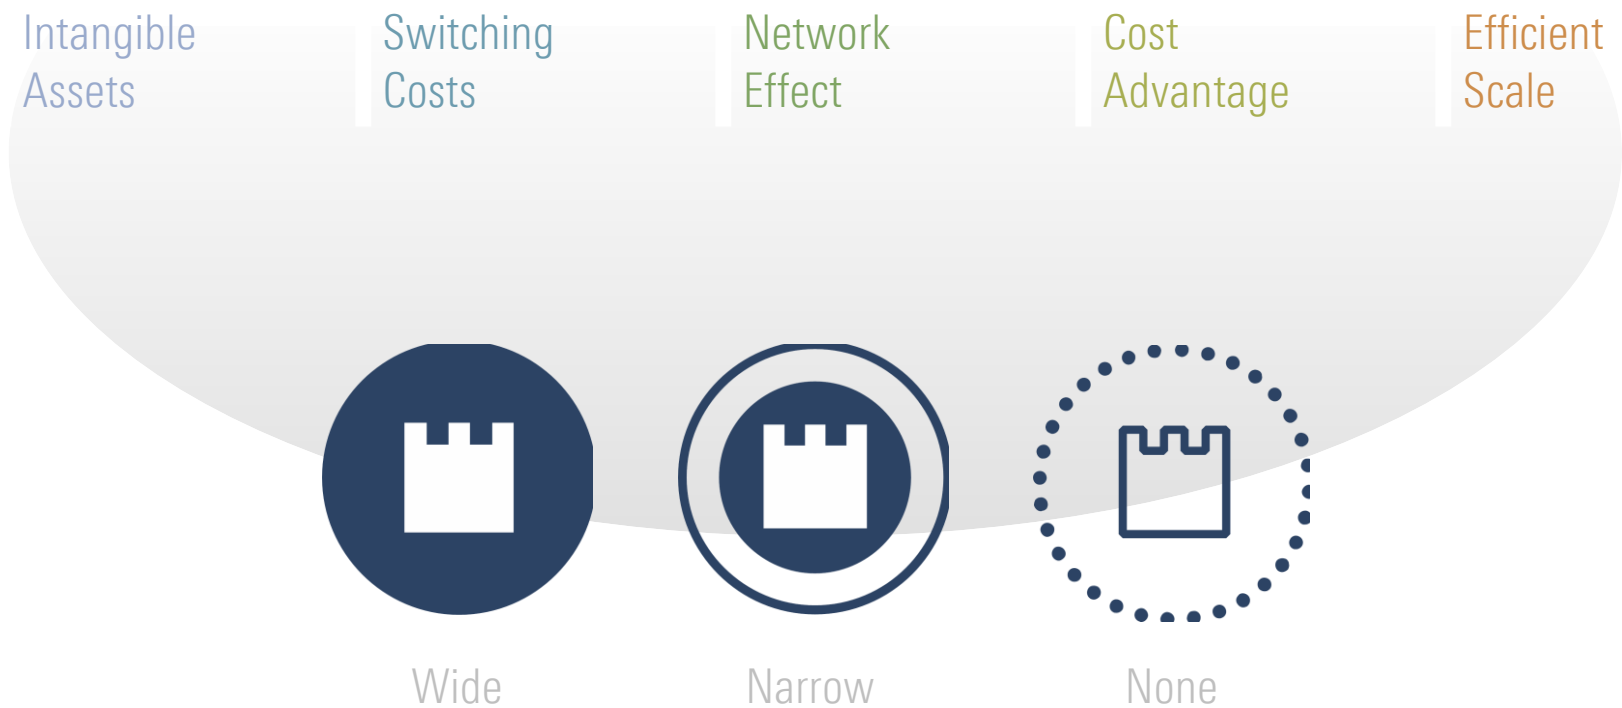 Intangible
Assets
Switching
Costs
Network
Effect
Cost
Advantage
Efficient
Scale
Wide
Narrow
None